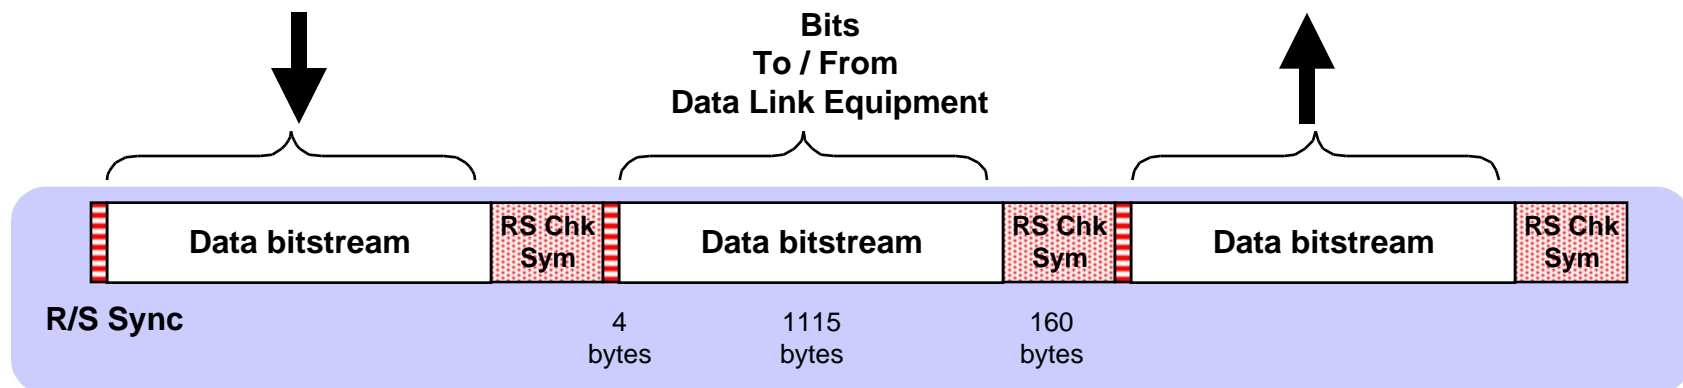 Bits
To / From
Data Link Equipment
Data bitstream
RS Chk
Sym
Data bitstream
RS Chk
Sym
Data bitstream
RS Chk
Sym
R/S Sync
4
bytes
1115
bytes
160
bytes